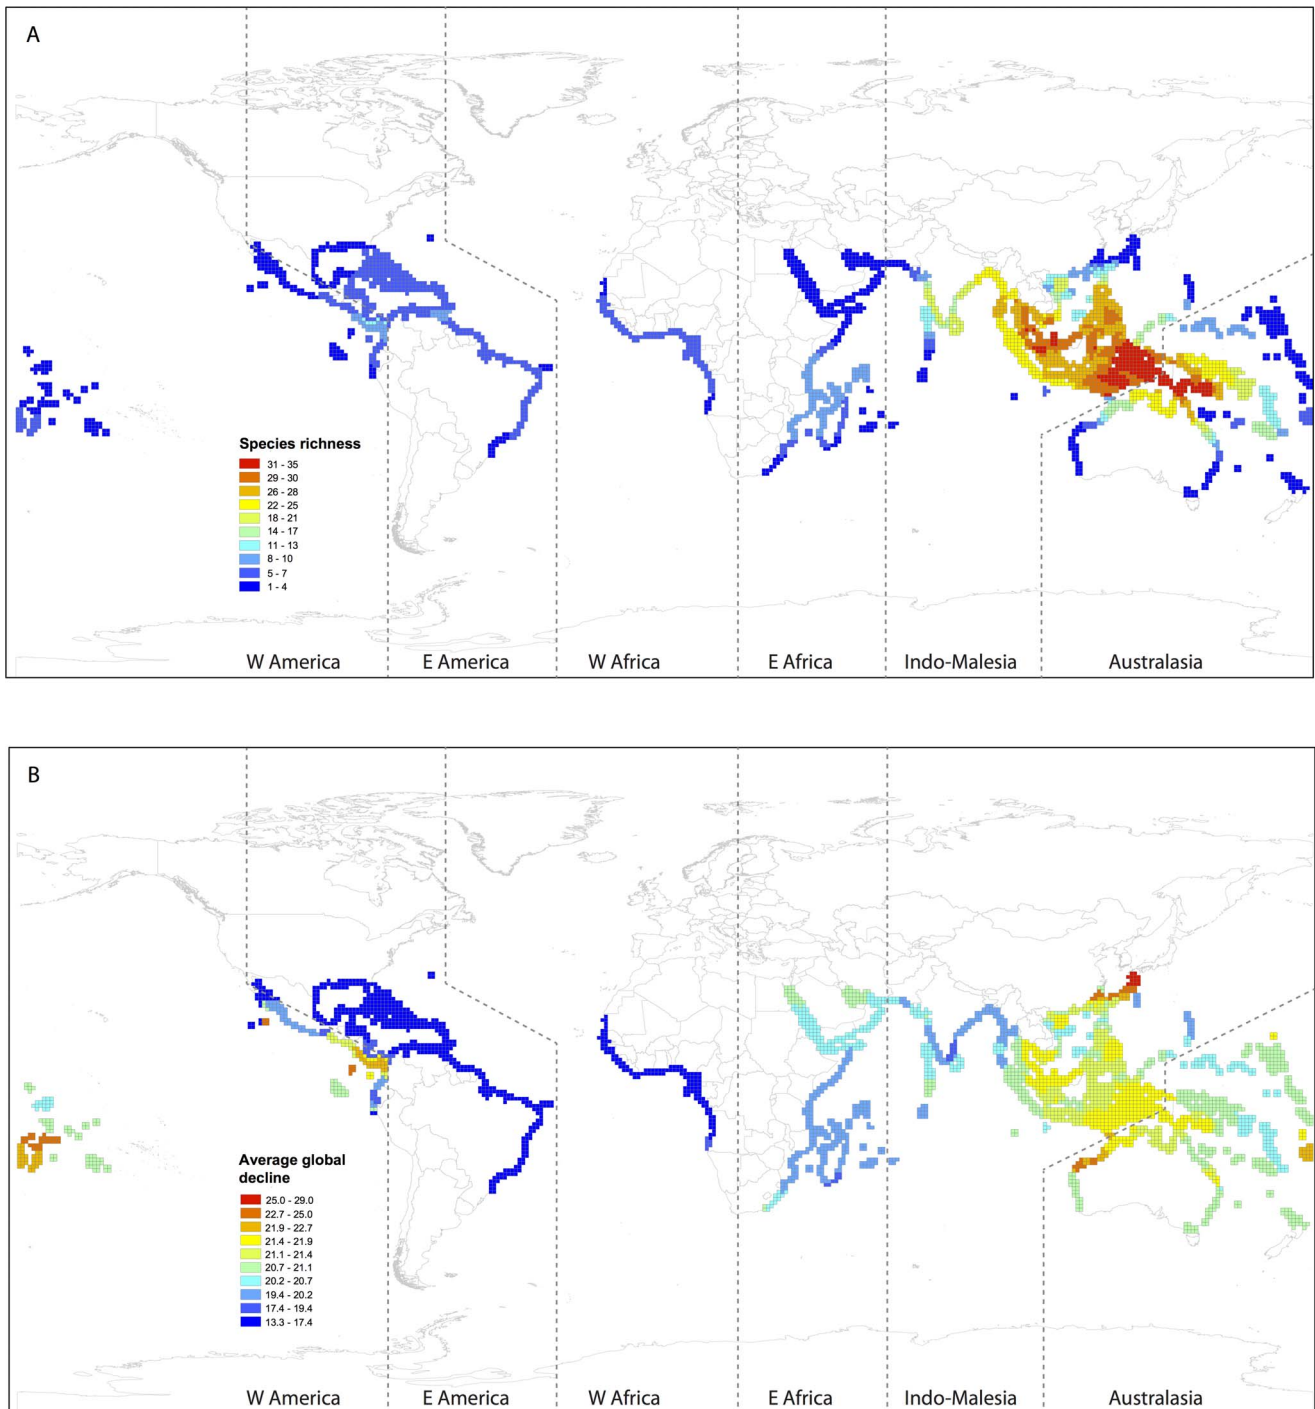 A
Species richness
31 - 35
29 - 30
26 - 28
22 - 25
18 - 21
14 - 17
11 - 13
8 - 10
5 - 7
1 - 4
W America E America W Africa E Africa Indo-Malesia Australasia
B
Average global
decline
25.0 - 29.0
22.7 - 25.0
21.9 - 22.7
21.4 - 21.9
21.1 - 21.4
20.7 - 21.1
20.2 - 20.7
19.4 - 20.2
17.4 - 19.4
13.3 - 17.4
W America E America W Africa E Africa Indo-Malesia Australasia